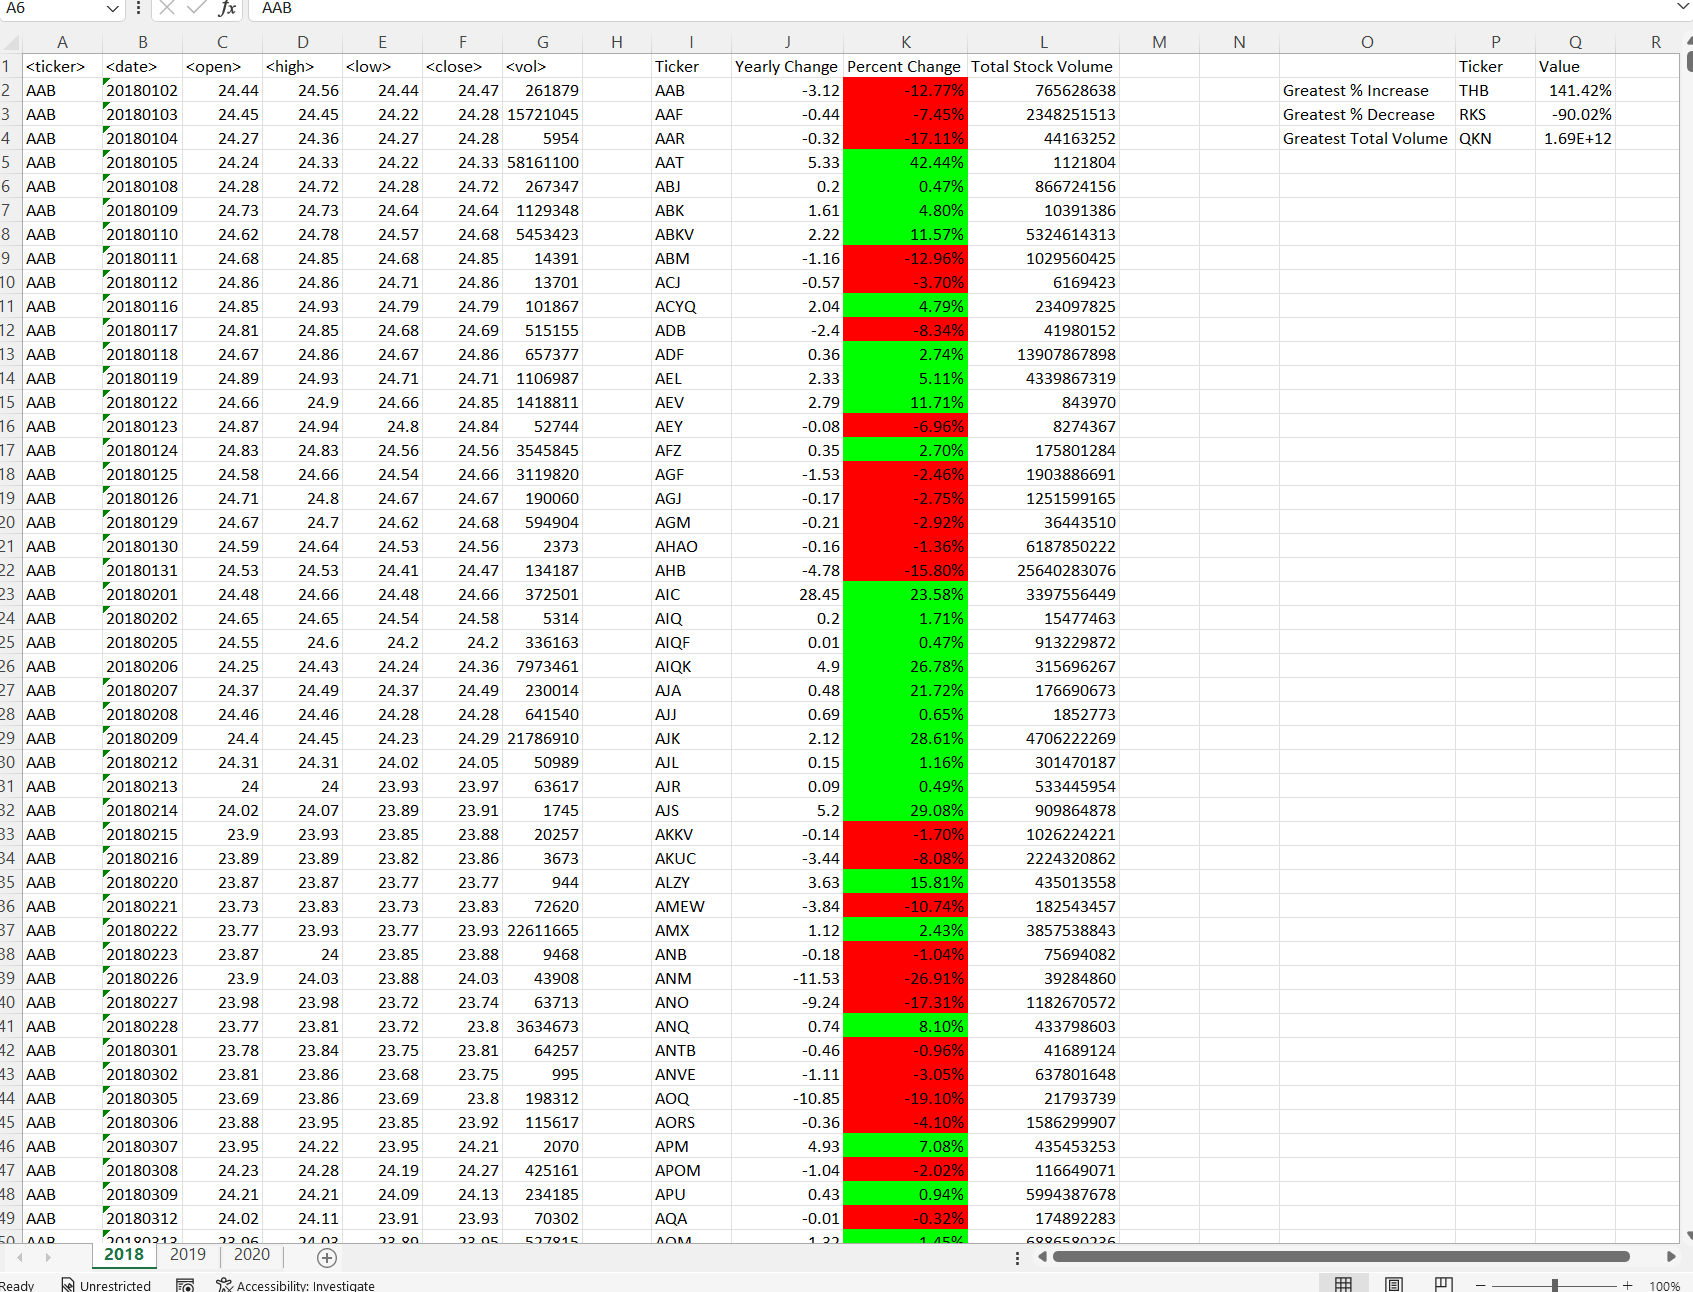 A6 fx AAB
A B C D E F G H I J K L M N O P Q R
1 <ticker> <date> <open> <high> <low> <close> <vol> Ticker Yearly Change Percent Change Total Stock Volume Ticker Value
2 AAB 20180102 24.44 24.56 24.44 24.47 261879 AAB -3.12 -12.77% 765628638 Greatest % Increase THB 141.42%
3 AAB 20180103 24.45 24.45 24.22 24.28 15721045 AAF -0.44 -7.45% 2348251513 Greatest % Decrease RKS -90.02%
4 AAB 20180104 24.27 24.36 24.27 24.36 5954 AAR -0.32 -17.11% 44163252 Greatest Total Volume QKN 1.69E+12
5 AAB 20180105 24.24 24.33 24.22 24.33 58161100 AAT 5.33 42.44% 1121804
6 AAB 20180108 24.28 24.72 24.28 24.72 267347 ABJ 0.2 0.47% 866724156
7 AAB 20180109 24.73 24.73 24.64 24.64 1129348 ABK 1.61 4.80% 10391386
8 AAB 20180110 24.62 24.78 24.57 24.68 5453423 ABKV 2.22 11.57% 5324614313
9 AAB 20180111 24.68 24.85 24.68 24.85 14391 ABM -1.16 -12.96% 1029560425
10 AAB 20180112 24.86 24.86 24.71 24.86 13701 ACJ -0.57 -3.70% 6169423
11 AAB 20180116 24.85 24.93 24.79 24.79 101867 ACYQ 2.04 4.79% 234097825
12 AAB 20180117 24.81 24.85 24.68 24.69 515155 ADB -2.4 -8.34% 41980152
13 AAB 20180118 24.67 24.86 24.67 24.86 657377 ADF 0.36 2.74% 13907867898
14 AAB 20180119 24.89 24.93 24.71 24.71 1106987 AEL 2.33 5.11% 4339867319
15 AAB 20180122 24.66 24.9 24.66 24.85 1418811 AEV 2.79 11.71% 843970
16 AAB 20180123 24.87 24.94 24.8 24.84 52744 AEY -0.08 -6.96% 8274367
17 AAB 20180124 24.83 24.83 24.56 24.56 3545845 AFZ 0.35 2.70% 175801284
18 AAB 20180125 24.58 24.66 24.54 24.66 3119820 AGF -1.53 -2.46% 1903886691
19 AAB 20180126 24.71 24.8 24.67 24.67 190060 AGJ -0.17 -2.75% 1251599165
20 AAB 20180129 24.67 24.7 24.62 24.68 594904 AGM -0.21 -2.92% 36443510
21 AAB 20180130 24.59 24.64 24.53 24.56 2373 AHAO -0.16 -1.36% 6187850222
22 AAB 20180131 24.53 24.53 24.41 24.47 134187 AHB -4.78 -15.80% 25640283076
23 AAB 20180201 24.48 24.66 24.48 24.66 372501 AIC 28.45 23.58% 3397556449
24 AAB 20180202 24.65 24.65 24.54 24.58 5314 AIQ 0.2 1.71% 15477463
25 AAB 20180205 24.55 24.6 24.2 24.2 336163 AIQF 0.01 0.47% 913229872
26 AAB 20180206 24.25 24.43 24.24 24.36 7973461 AIQK 4.9 26.78% 315696267
27 AAB 20180207 24.37 24.49 24.37 24.49 230014 AJA 0.48 21.72% 176690673
28 AAB 20180208 24.46 24.46 24.28 24.28 641540 AJJ 0.69 0.65% 1852773
29 AAB 20180209 24.4 24.45 24.23 24.29 21786910 AJK 2.12 28.61% 4706222269
30 AAB 20180212 24.31 24.31 24.02 24.05 50989 AJL 0.15 1.16% 301470187
31 AAB 20180213 24 24 23.93 23.97 63617 AJR 0.09 0.49% 533445954
32 AAB 20180214 24.02 24.07 23.89 23.91 1745 AJS 5.2 29.08% 909864878
33 AAB 20180215 23.9 23.93 23.85 23.88 20257 AKKV -0.14 -1.70% 1026224221
34 AAB 20180216 23.89 23.89 23.82 23.86 3673 AKUC -3.44 -8.08% 2224320862
35 AAB 20180220 23.87 23.87 23.77 23.77 944 ALZY 3.63 15.81% 435013558
36 AAB 20180221 23.73 23.83 23.73 23.83 72620 AMEW -3.84 -10.74% 182543457
37 AAB 20180222 23.77 23.93 23.77 23.93 22611665 AMX 1.12 2.43% 3857538843
38 AAB 20180223 23.87 24 23.85 23.88 9468 ANB -0.18 -1.04% 75694082
39 AAB 20180226 23.9 24.03 23.88 24.03 43908 ANM -11.53 -26.91% 39284860
40 AAB 20180227 23.98 23.98 23.72 23.74 63713 ANO -9.24 -17.31% 1182670572
41 AAB 20180228 23.77 23.81 23.72 23.8 3634673 ANQ 0.74 8.10% 433798603
42 AAB 20180301 23.78 23.84 23.75 23.81 64257 ANTB -0.46 -0.96% 41689124
43 AAB 20180302 23.81 23.86 23.68 23.75 995 ANVE -1.11 -3.05% 637801648
44 AAB 20180305 23.69 23.86 23.69 23.8 198312 AOQ -10.85 -19.10% 21793739
45 AAB 20180306 23.88 23.95 23.85 23.92 115617 AORS -0.36 -4.10% 1586299907
46 AAB 20180307 23.95 24.22 23.95 24.21 2070 APM 4.93 7.08% 435453253
47 AAB 20180308 24.23 24.28 24.19 24.27 425161 APOM -1.04 -2.02% 116649071
48 AAB 20180309 24.21 24.21 24.09 24.13 234185 APU 0.43 0.94% 5994387678
49 AAB 20180312 24.02 24.11 23.91 23.93 70302 AQA -0.01 -0.32% 174892283
50 AAB 20180313 23.96 24.03 23.89 23.95 527815 AQM 1.32 1.45% 6886580236
2018 2019 2020
Ready Unrestricted Accessibility: Investigate 100%